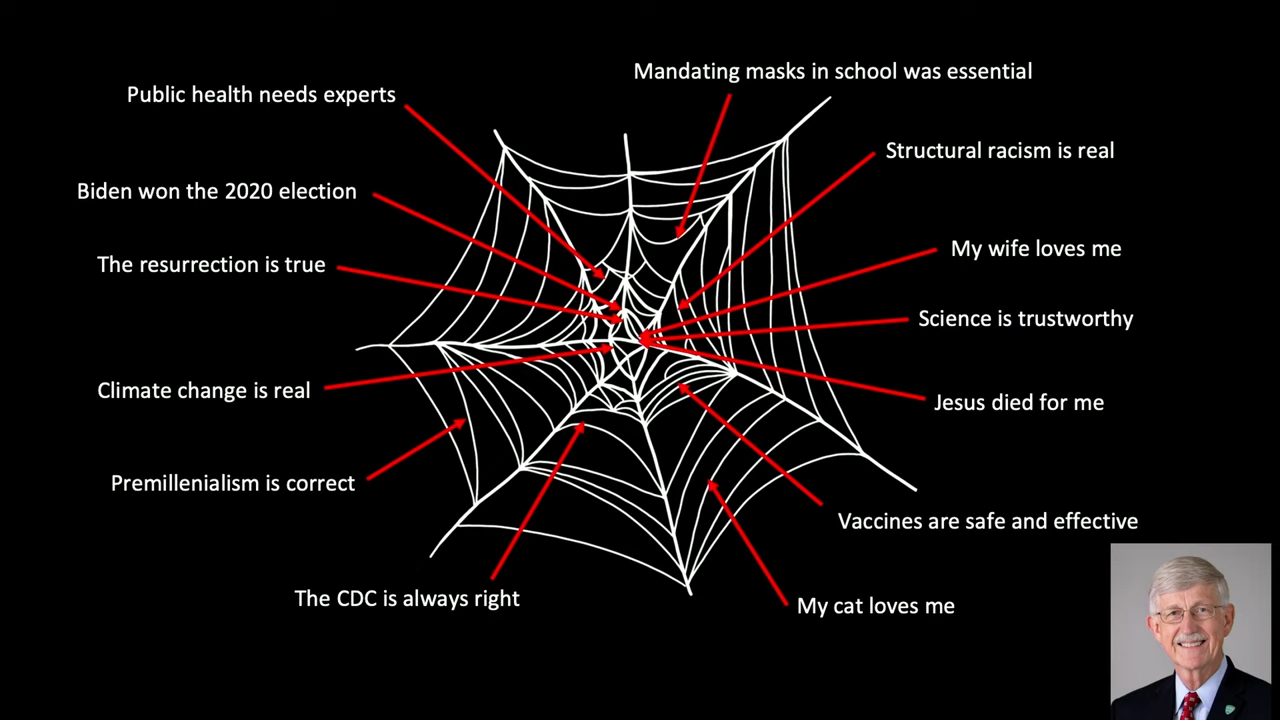 Mandating masks in school was essential
Public health needs experts
Structural racism is real
Biden won the 2020 election
My wife loves me
The resurrection is true
Science is trustworthy
Climate change is real
Jesus died for me
Premillenialism is correct
Vaccines are safe and effective
The CDC is always right
My cat loves me